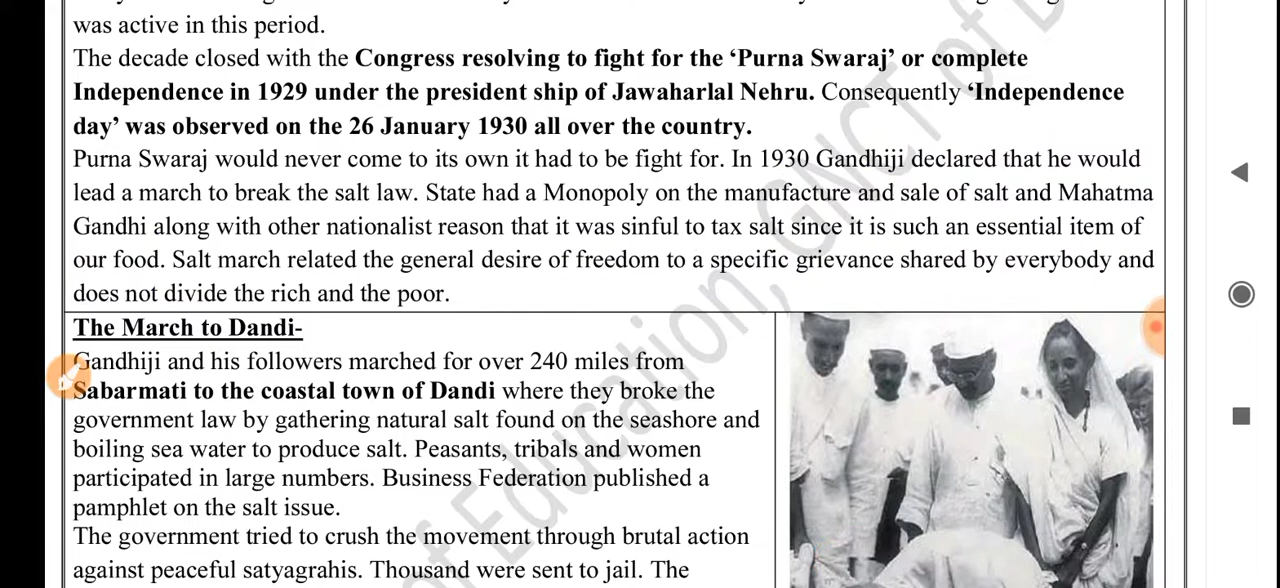 was active in this period.
The decade closed with the Congress resolving to fight for the ‘Purna Swaraj’ or complete
Independence in 1929 under the president ship of Jawaharlal Nehru. Consequently ‘Independence
day’ was observed on the 26 January 1930 all over the country.
Purna Swaraj would never come to its own it had to be fight for. In 1930 Gandhiji declared that he would
lead a march to break the salt law. State had a Monopoly on the manufacture and sale of salt and Mahatma
Gandhi along with other nationalist reason that it was sinful to tax salt since it is such an essential item of
our food. Salt march related the general desire of freedom to a specific grievance shared by everybody and
does not divide the rich and the poor.
The March to Dandi-
Gandhiji and his followers marched for over 240 miles from
Sabarmati to the coastal town of Dandi where they broke the
government law by gathering natural salt found on the seashore and
boiling sea water to produce salt. Peasants, tribals and women
participated in large numbers. Business Federation published a
pamphlet on the salt issue.
The government tried to crush the movement through brutal action
against peaceful satyagrahis. Thousand were sent to jail. The
of Education, GNCT of D